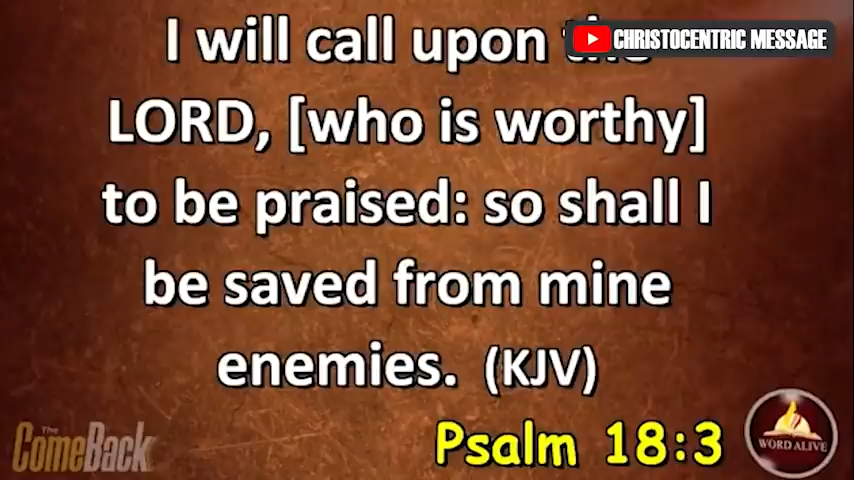 I will call upon
CHRISTOCENTRIC MESSAGE
LORD, [who is worthy]
to be praised: so shall I
be saved from mine
enemies. (KJV)
Psalm 18:3
The
ComeBack
WORD ALIVE